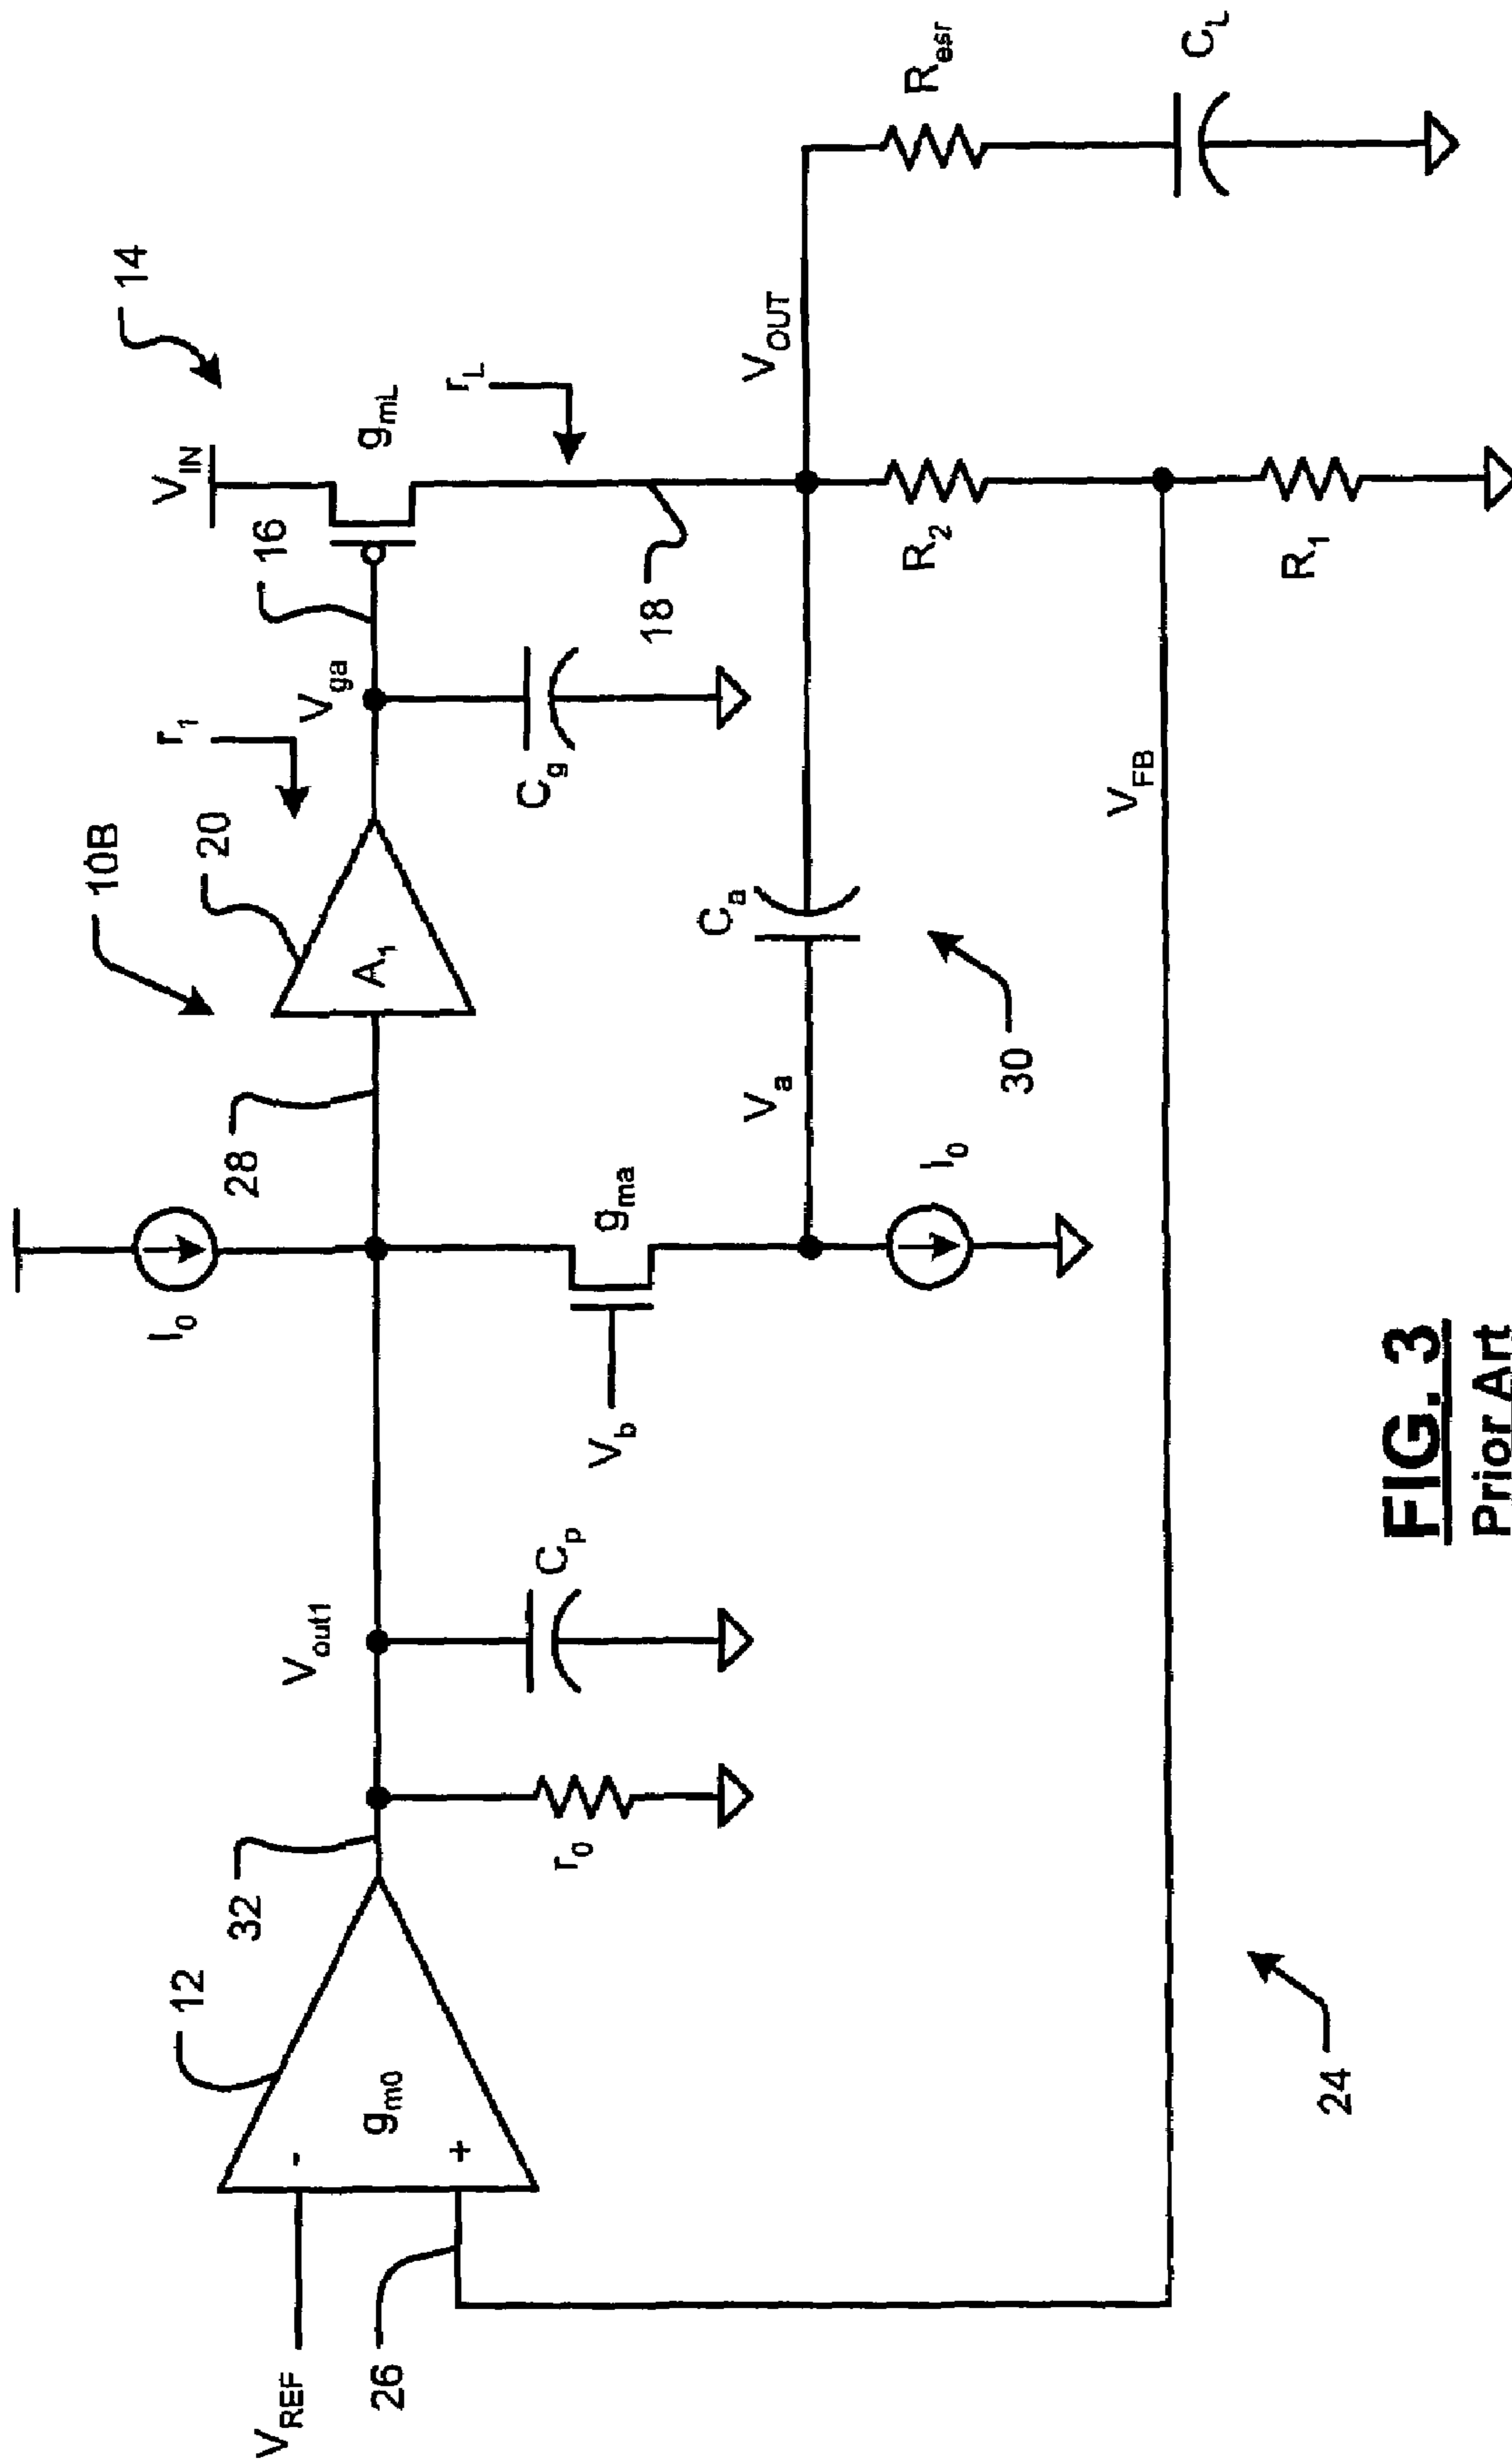 10B
14
V_IN
16
g_mL
r_L
r_1
V_ga
20
A_1
28
C_g
18
V_OUT
R_esr
C_L
R_2
R_1
V_FB
C_a
30
V_a
I_0
g_ma
V_b
I_0
V_out1
C_p
r_0
32
12
g_m0
-
+
V_REF
26
24
FIG. 3
Prior Art